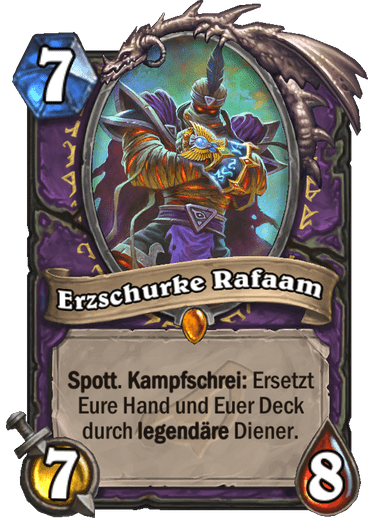 7
Erzschurke Rafaam
Spott. Kampfschrei: Ersetzt
Eure Hand und Euer Deck
durch legendäre Diener.
7
8